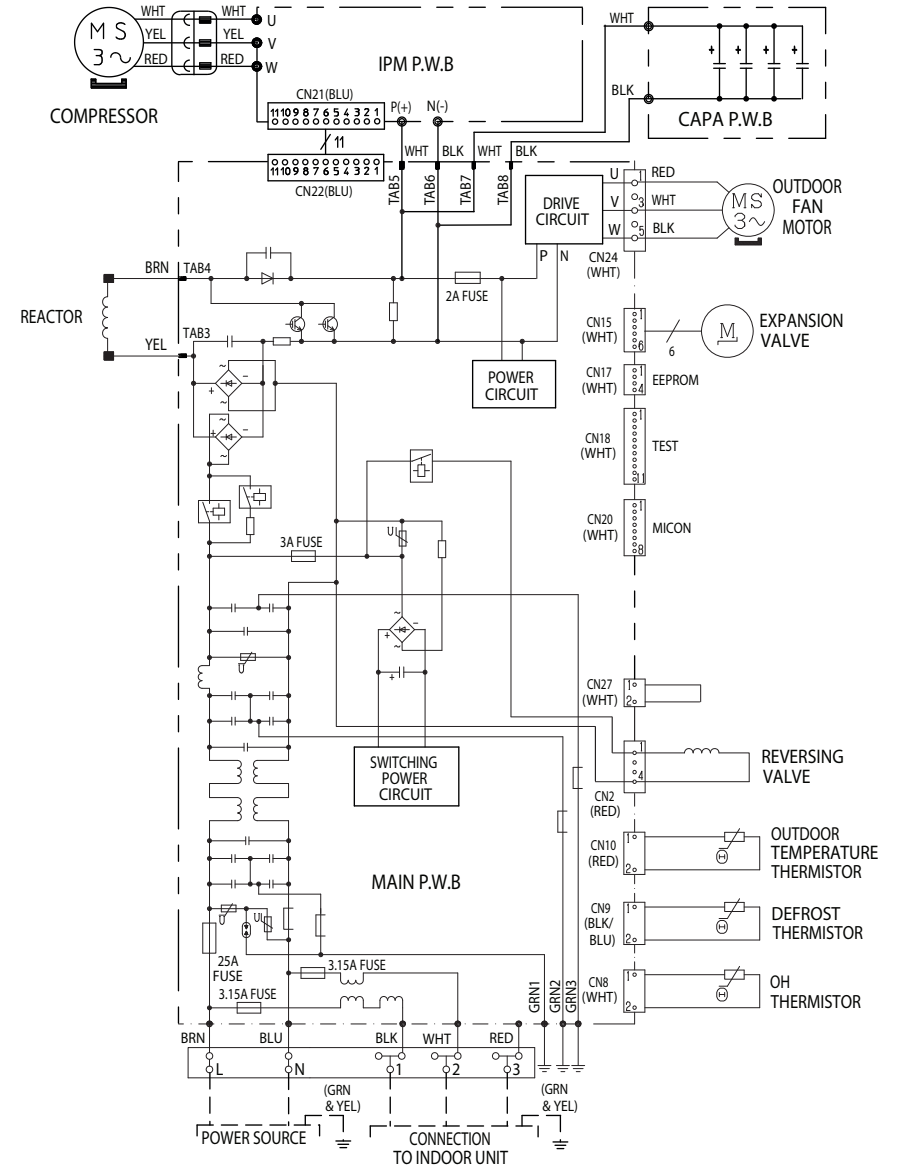 WHT WHT U
M S YEL YEL V
3 RED RED W
COMPRESSOR
IPM P.W.B
CN21(BLU) P(+) N(-)
11 10 9 8 7 6 5 4 3 2 1
11
11 10 9 8 7 6 5 4 3 2 1
CN22(BLU)
WHT BLK WHT BLK
TAB5 TAB6 TAB7 TAB8
WHT
BLK
CAPA P.W.B
DRIVE
CIRCUIT
U 1 RED
V 3 WHT
W 5 BLK
P N
CN24
(WHT)
M S
3
OUTDOOR
FAN
MOTOR
BRN TAB4
2A FUSE
REACTOR
YEL TAB3
POWER
CIRCUIT
CN15
(WHT)
1
6
6
M
EXPANSION
VALVE
CN17
(WHT)
1
4
EEPROM
CN18
(WHT)
1
11
TEST
CN20
(WHT)
1
8
MICON
~
+ −
~
~
+ −
~
3A FUSE
U
~
+ −
~
+
U
SWITCHING
POWER
CIRCUIT
CN27
(WHT)
1
2
1
4
CN2
(RED)
REVERSING
VALVE
CN10
(RED)
1
2
OUTDOOR
TEMPERATURE
THERMISTOR
CN9
(BLK/
BLU)
1
2
DEFROST
THERMISTOR
CN8
(WHT)
1
2
OH
THERMISTOR
MAIN P.W.B
U U
25A
FUSE
3.15A FUSE
3.15A FUSE
GRN1 GRN2 GRN3
BRN BLU BLK WHT RED
L N 1 2 3
(GRN
& YEL)
(GRN
& YEL)
POWER SOURCE
CONNECTION
TO INDOOR UNIT